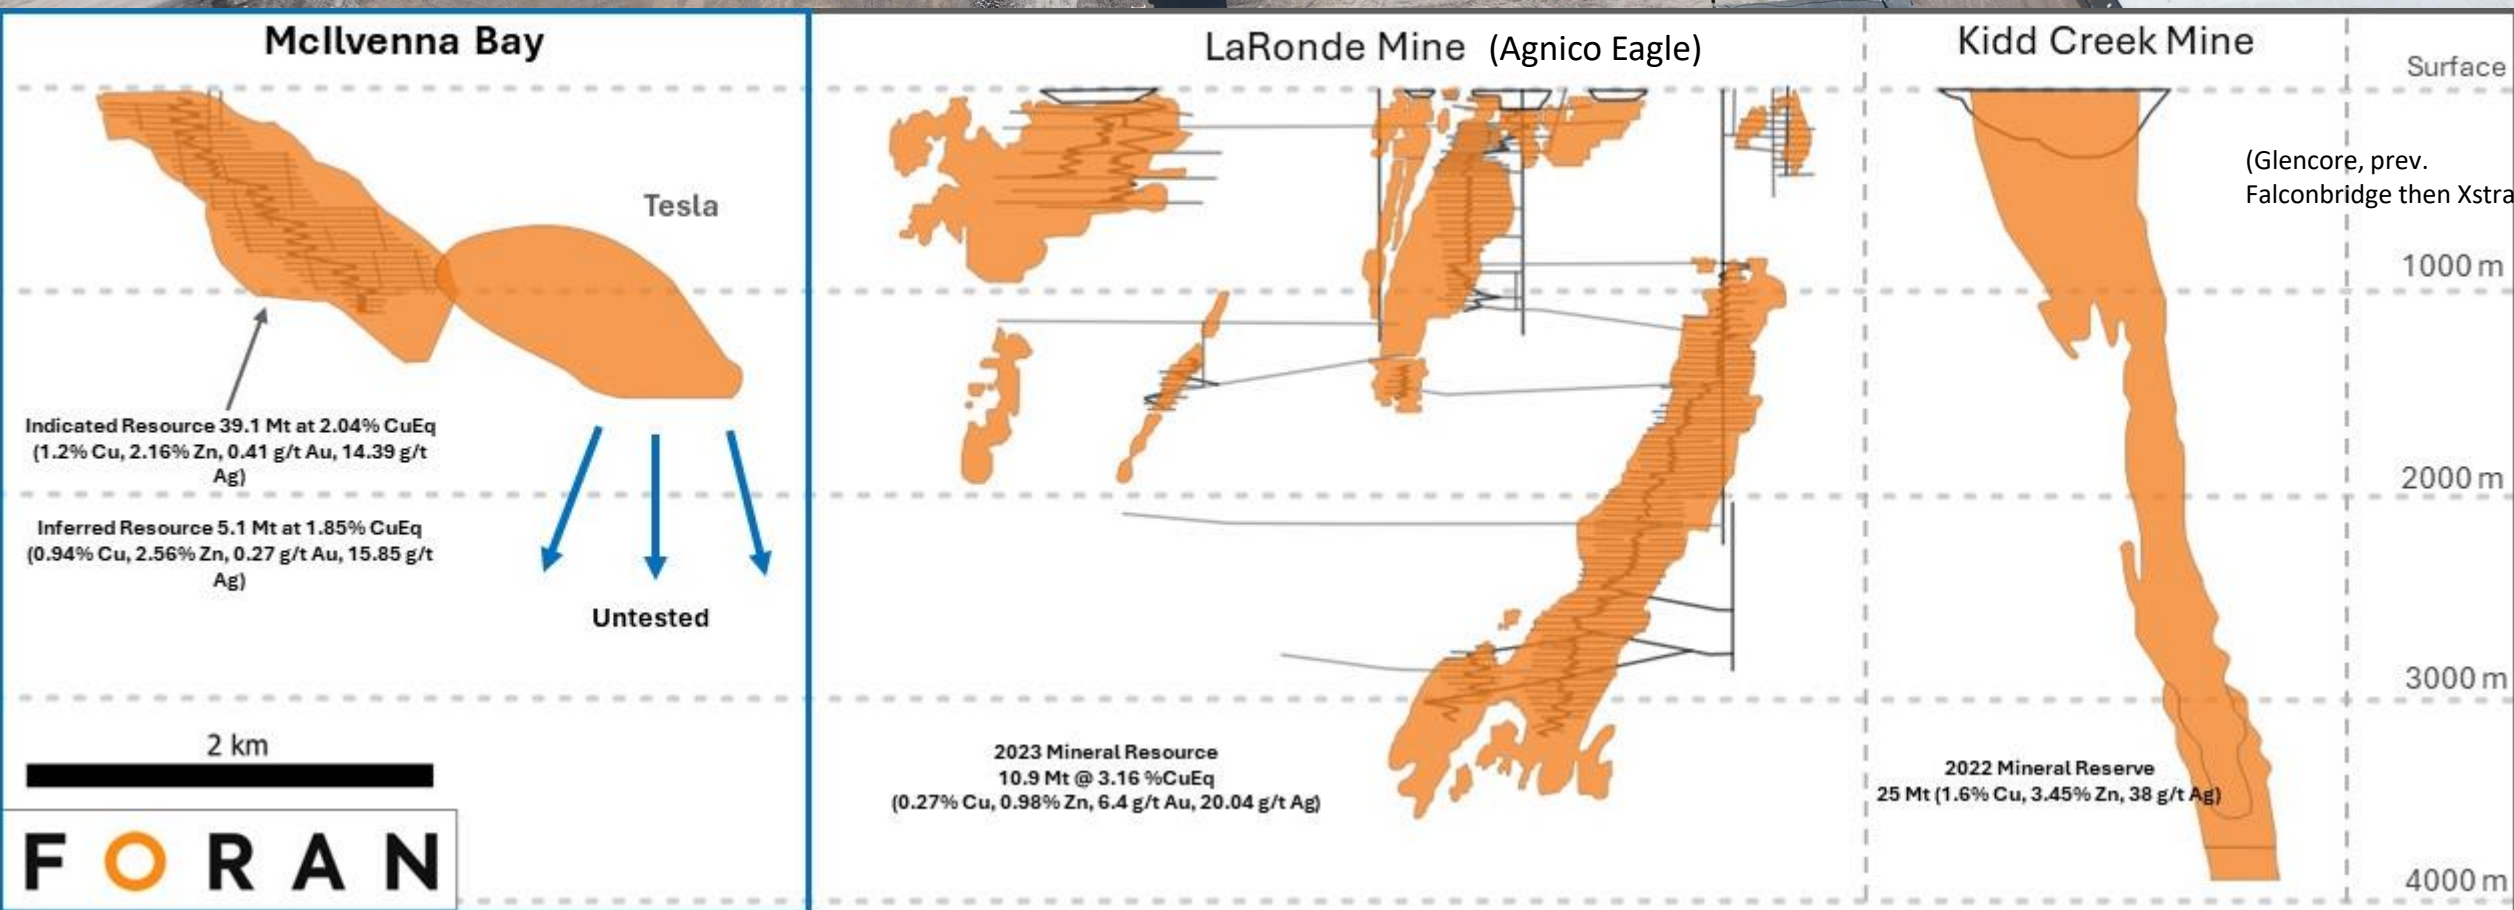 McIlvenna Bay
Tesla
Indicated Resource 39.1 Mt at 2.04% CuEq
(1.2% Cu, 2.16% Zn, 0.41 g/t Au, 14.39 g/t
Ag)
Inferred Resource 5.1 Mt at 1.85% CuEq
(0.94% Cu, 2.56% Zn, 0.27 g/t Au, 15.85 g/t
Ag)
Untested
2 km
FORAN
LaRonde Mine (Agnico Eagle)
2023 Mineral Resource
10.9 Mt @ 3.16 %CuEq
(0.27% Cu, 0.98% Zn, 6.4 g/t Au, 20.04 g/t Ag)
Kidd Creek Mine
(Glencore, prev.
Falconbridge then Xstra
2022 Mineral Reserve
25 Mt (1.6% Cu, 3.45% Zn, 38 g/t Ag)
Surface
1000 m
2000 m
3000 m
4000 m